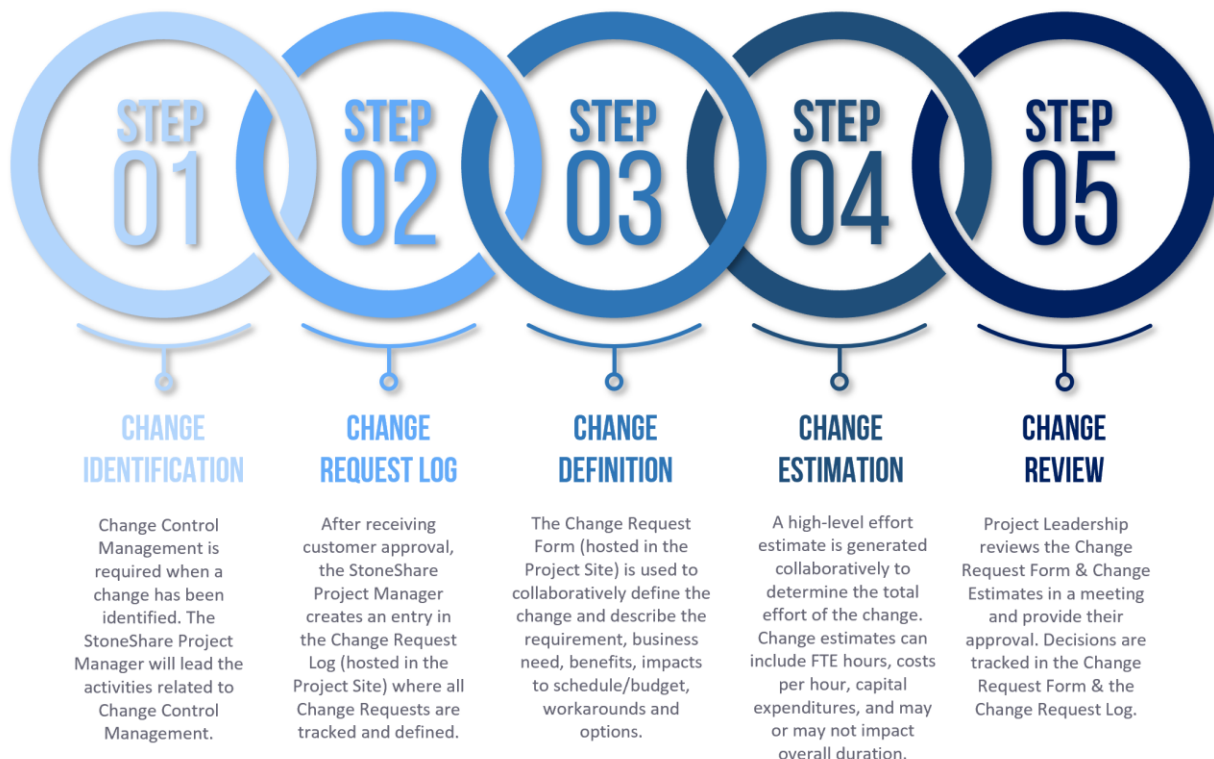 STEP
01
STEP
02
STEP
03
STEP
04
STEP
05
CHANGE
IDENTIFICATION
Change Control
Management is
required when a
change has been
identified. The
StoneShare Project
Manager will lead the
activities related to
Change Control
Management.
CHANGE
REQUEST LOG
After receiving
customer approval,
the StoneShare
Project Manager
creates an entry in
the Change Request
Log (hosted in the
Project Site) where all
Change Requests are
tracked and defined.
CHANGE
DEFINITION
The Change Request
Form (hosted in the
Project Site) is used to
collaboratively define the
change and describe the
requirement, business
need, benefits, impacts
to schedule/budget,
workarounds and
options.
CHANGE
ESTIMATION
A high-level effort
estimate is generated
collaboratively to
determine the total
effort of the change.
Change estimates can
include FTE hours, costs
per hour, capital
expenditures, and may
or may not impact
overall duration.
CHANGE
REVIEW
Project Leadership
reviews the Change
Request Form & Change
Estimates in a meeting
and provide their
approval. Decisions are
tracked in the Change
Request Form & the
Change Request Log.